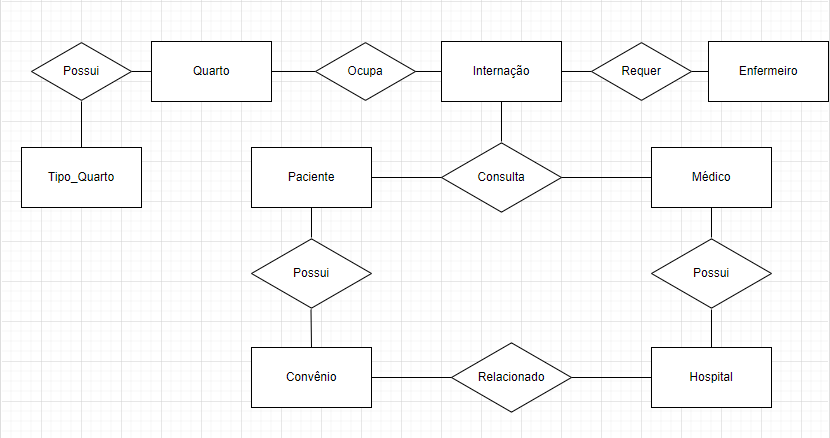 Possui
Quarto
Ocupa
Internação
Requer
Enfermeiro
Tipo_Quarto
Paciente
Consulta
Médico
Possui
Possui
Convênio
Relacionado
Hospital